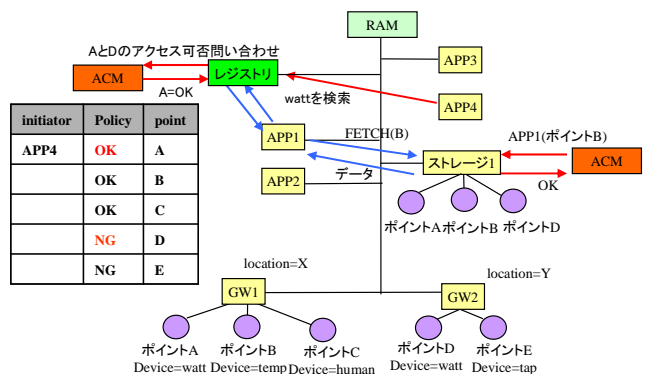 RAM
AとDのアクセス可否問い合わせ
レジストリ
APP3
ACM
A=OK
wattを検索
APP4
initiator Policy point
APP4 OK A
OK B
OK C
NG D
NG E
APP1
FETCH(B)
APP1(ポイントB)
ストレージ1
ACM
データ
OK
APP2
ポイントA ポイントB ポイントD
location=X
location=Y
GW1
GW2
ポイントA ポイントB ポイントC ポイントD ポイントE
Device=watt Device=temp Device=human Device=watt Device=tap